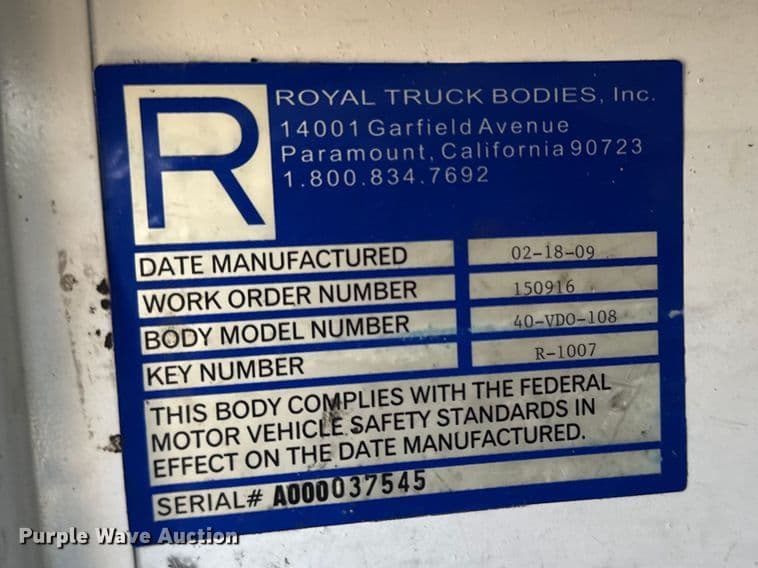 R
ROYAL TRUCK BODIES, Inc.
14001 Garfield Avenue
Paramount, California 90723
1.800.834.7692
DATE MANUFACTURED 02-18-09
WORK ORDER NUMBER 150916
BODY MODEL NUMBER 40-VDO-108
KEY NUMBER R-1007
THIS BODY COMPLIES WITH THE FEDERAL
MOTOR VEHICLE SAFETY STANDARDS IN
EFFECT ON THE DATE MANUFACTURED.
SERIAL# A000037545
Purple Wave Auction